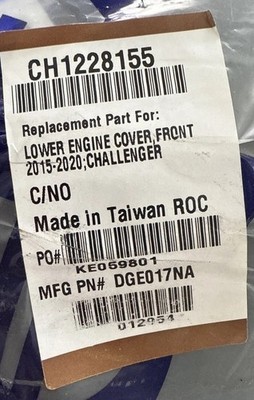 CH1228155
Replacement Part For:
LOWER ENGINE COVER,FRONT
2015-2020;CHALLENGER
C/NO
Made in Taiwan ROC
PO#
KE059801
MFG PN# DGE017NA
012954